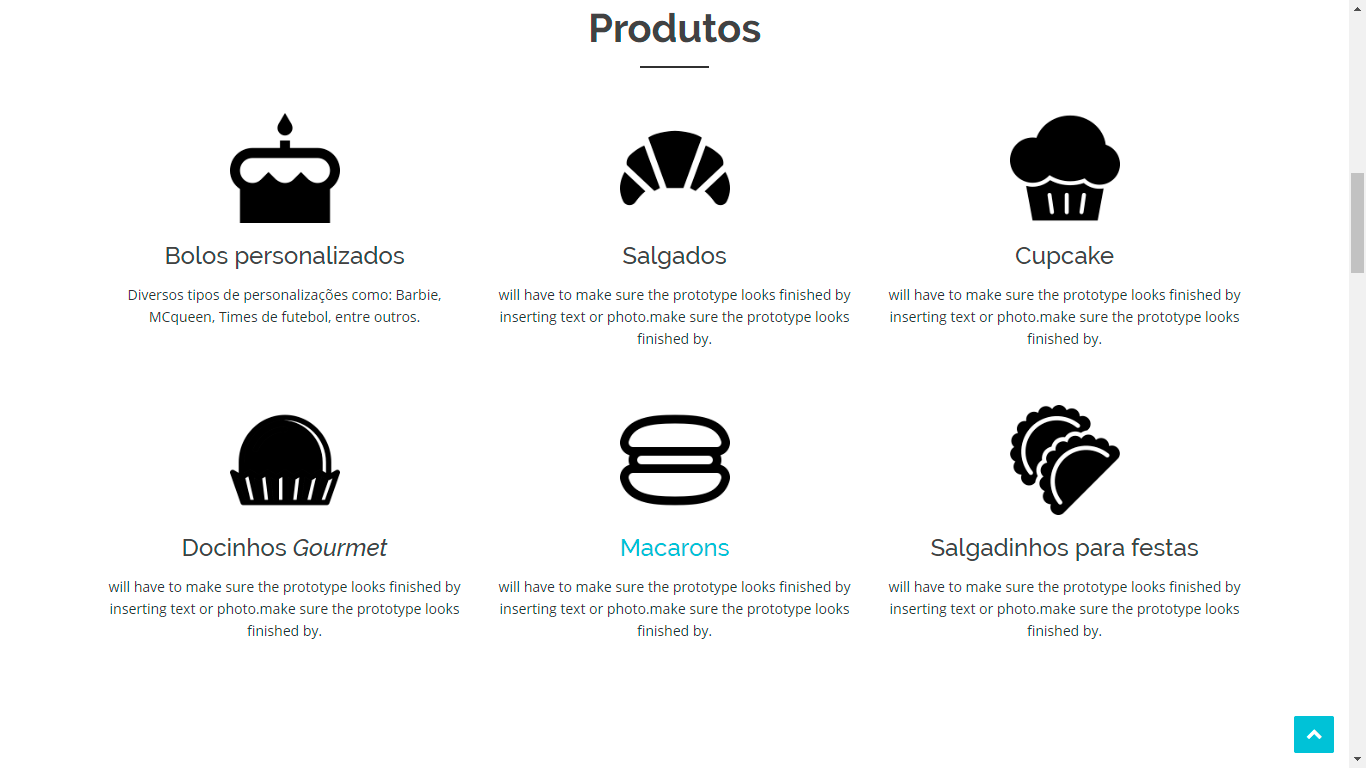 Produtos
Bolos personalizados
Diversos tipos de personalizações como: Barbie,
MCqueen, Times de futebol, entre outros.
Salgados
will have to make sure the prototype looks finished by
inserting text or photo.make sure the prototype looks
finished by.
Cupcake
will have to make sure the prototype looks finished by
inserting text or photo.make sure the prototype looks
finished by.
Docinhos Gourmet
will have to make sure the prototype looks finished by
inserting text or photo.make sure the prototype looks
finished by.
Macarons
will have to make sure the prototype looks finished by
inserting text or photo.make sure the prototype looks
finished by.
Salgadinhos para festas
will have to make sure the prototype looks finished by
inserting text or photo.make sure the prototype looks
finished by.